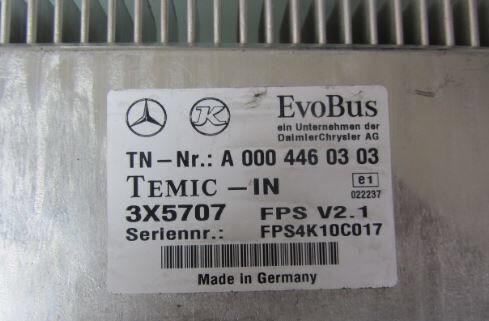 K EvoBus
ein Unternehmen der
DaimlerChrysler AG
TN-Nr.: A 000 446 03 03
TEMIC -IN e1
022237
3X5707 FPS V2.1
Seriennr.: FPS4K10C017
Made in Germany